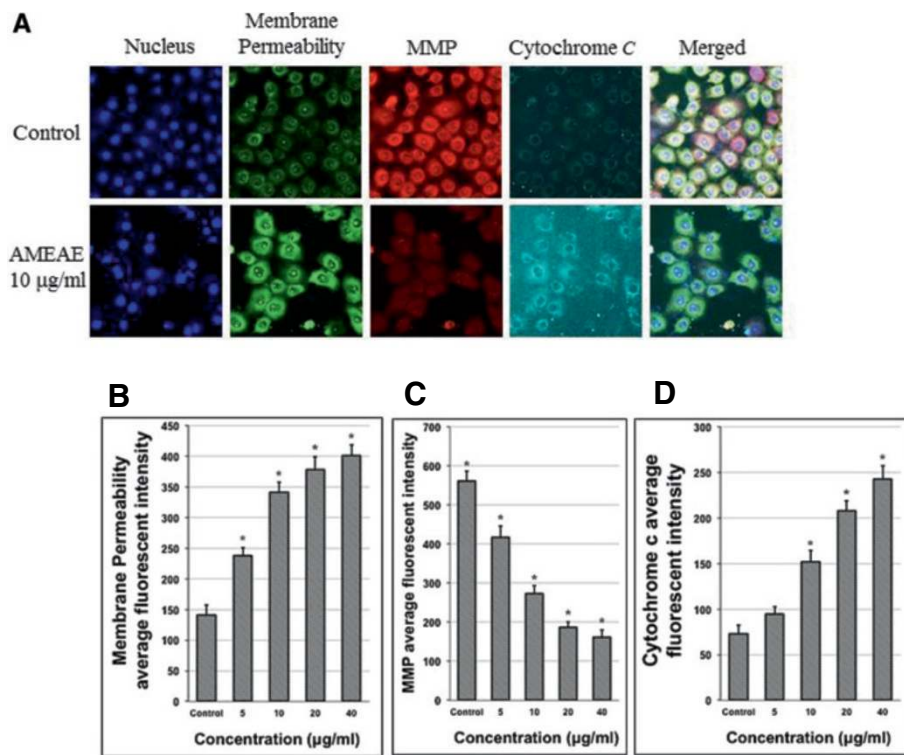 A
Nucleus
Membrane
Permeability
MMP
Cytochrome C
Merged
Control
AMEAE
10 µg/ml
B
Membrane Permeability
average fluorescent intensity
450
400
350
300
250
200
150
100
50
0
*
*
*
*
Control 5 10 20 40
Concentration (µg/ml)
C
MMP average fluorescent intensity
700
600
500
400
300
200
100
0
*
*
*
*
*
Control 5 10 20 40
Concentration (µg/ml)
D
Cytochrome c average
fluorescent intensity
300
250
200
150
100
50
0
*
*
*
Control 5 10 20 40
Concentration (µg/ml)